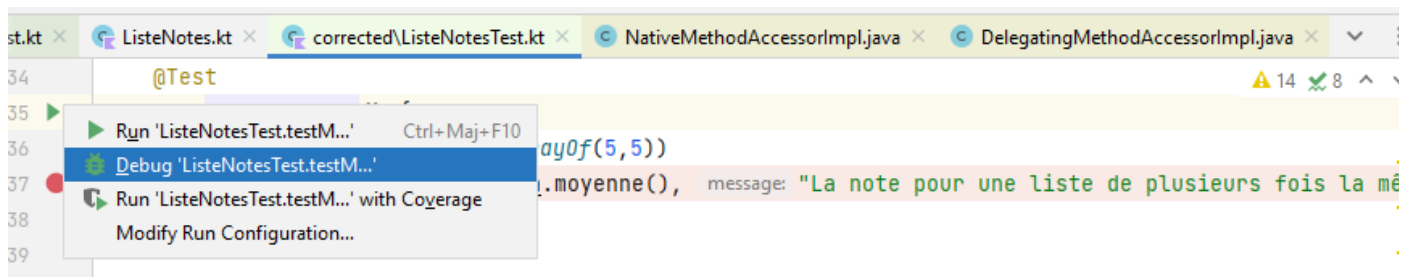 st.kt ListeNotes.kt corrected\ListeNotesTest.kt NativeMethodAccessorImpl.java DelegatingMethodAccessorImpl.java
34 @Test 14 8
35
Run 'ListeNotesTest.testM...' Ctrl+Maj+F10
36 ayOf(5,5))
Debug 'ListeNotesTest.testM...'
37 .moyenne(), message: "La note pour une liste de plusieurs fois la mê
Run 'ListeNotesTest.testM...' with Coverage
38
Modify Run Configuration...
39